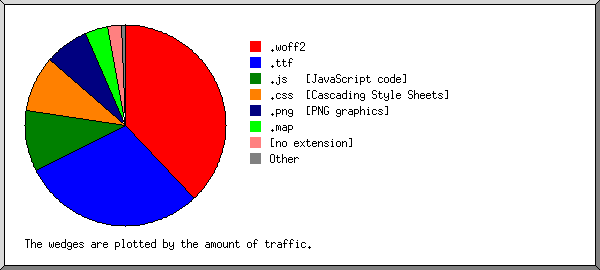 .woff2
.ttf
.js [JavaScript code]
.css [Cascading Style Sheets]
.png [PNG graphics]
.map
[no extension]
Other
The wedges are plotted by the amount of traffic.